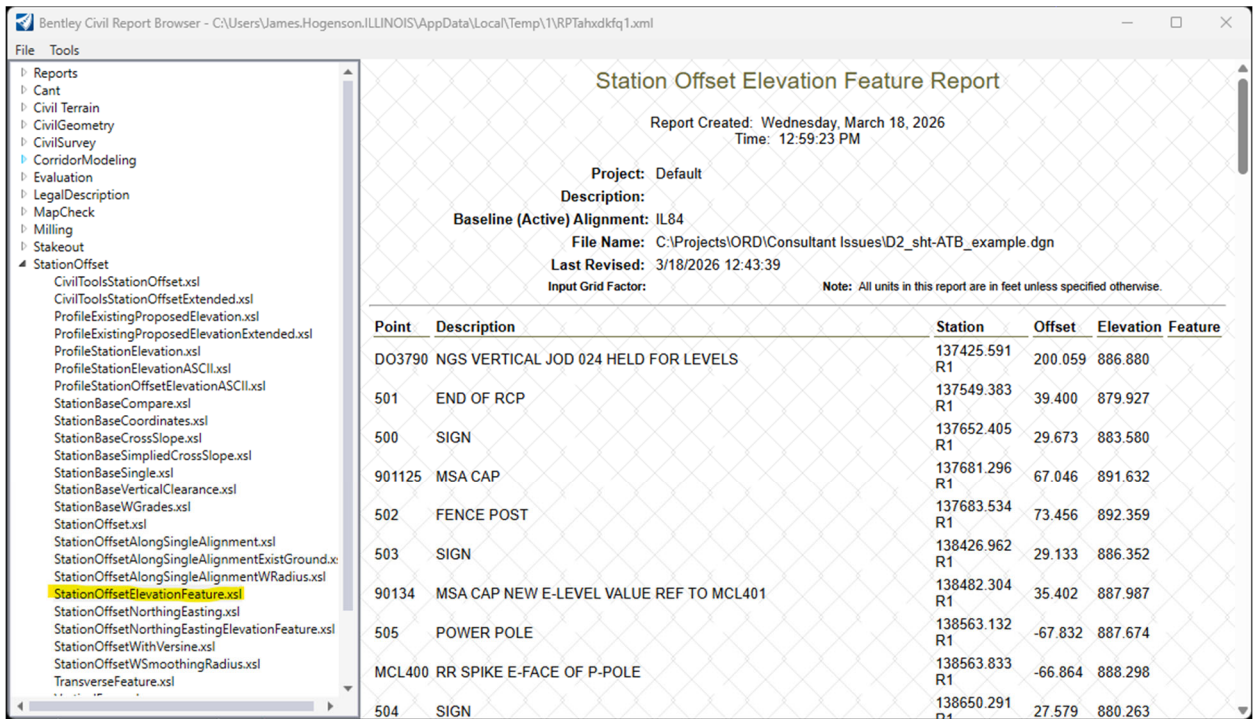 Bentley Civil Report Browser - C:\Users\James.Hogenson.ILLINOIS\AppData\Local\Temp\1\RPTahxdkfq1.xml
File Tools
Reports
Cant
Civil Terrain
CivilGeometry
CivilSurvey
CorridorModeling
Evaluation
LegalDescription
MapCheck
Milling
Stakeout
StationOffset
CivilToolsStationOffset.xsl
CivilToolsStationOffsetExtended.xsl
ProfileExistingProposedElevation.xsl
ProfileExistingProposedElevationExtended.xsl
ProfileStationElevation.xsl
ProfileStationElevationASCII.xsl
ProfileStationOffsetElevationASCII.xsl
StationBaseCompare.xsl
StationBaseCoordinates.xsl
StationBaseCrossSlope.xsl
StationBaseSimpliedCrossSlope.xsl
StationBaseSingle.xsl
StationBaseVerticalClearance.xsl
StationBaseWGrades.xsl
StationOffset.xsl
StationOffsetAlongSingleAlignment.xsl
StationOffsetAlongSingleAlignmentExistGround.x
StationOffsetAlongSingleAlignmentWRadius.xsl
StationOffsetElevationFeature.xsl
StationOffsetNorthingEasting.xsl
StationOffsetNorthingEastingElevationFeature.xsl
StationOffsetWithVersine.xsl
StationOffsetWSmoothingRadius.xsl
TransverseFeature.xsl
Station Offset Elevation Feature Report
Report Created: Wednesday, March 18, 2026
Time: 12:59:23 PM
Project: Default
Description:
Baseline (Active) Alignment: IL84
File Name: C:\Projects\ORD\Consultant Issues\D2_sht-ATB_example.dgn
Last Revised: 3/18/2026 12:43:39
Input Grid Factor: Note: All units in this report are in feet unless specified otherwise.
Point Description Station Offset Elevation Feature
DO3790 NGS VERTICAL JOD 024 HELD FOR LEVELS 137425.591 R1 200.059 886.880
501 END OF RCP 137549.383 R1 39.400 879.927
500 SIGN 137652.405 R1 29.673 883.580
901125 MSA CAP 137681.296 R1 67.046 891.632
502 FENCE POST 137683.534 R1 73.456 892.359
503 SIGN 138426.962 R1 29.133 886.352
90134 MSA CAP NEW E-LEVEL VALUE REF TO MCL401 138482.304 R1 35.402 887.987
505 POWER POLE 138563.132 R1 -67.832 887.674
MCL400 RR SPIKE E-FACE OF P-POLE 138563.833 R1 -66.864 888.298
504 SIGN 138650.291 R1 27.579 880.263